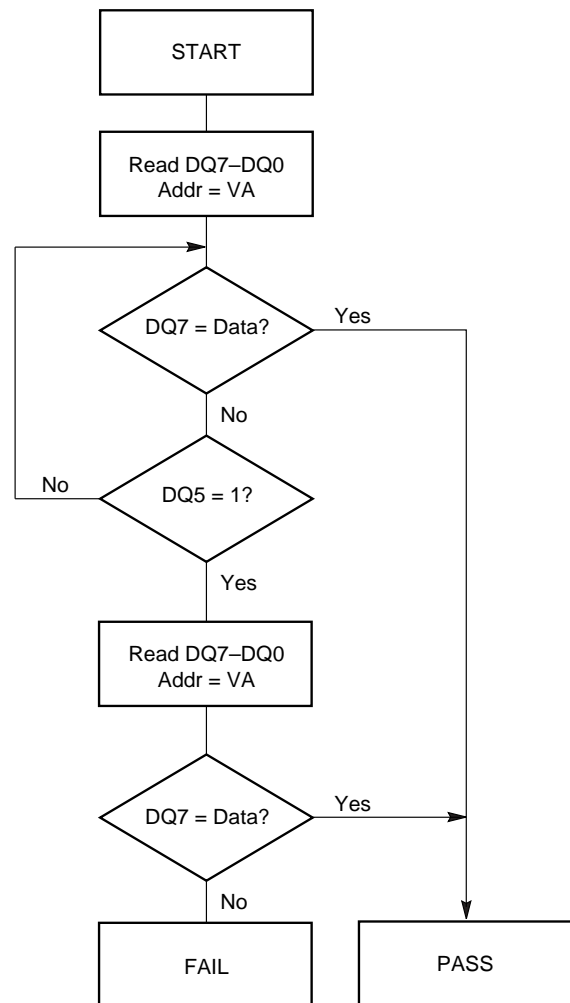 START
Read DQ7–DQ0
Addr = VA
DQ7 = Data?
Yes
No
No
DQ5 = 1?
Yes
Read DQ7–DQ0
Addr = VA
DQ7 = Data?
Yes
No
FAIL
PASS